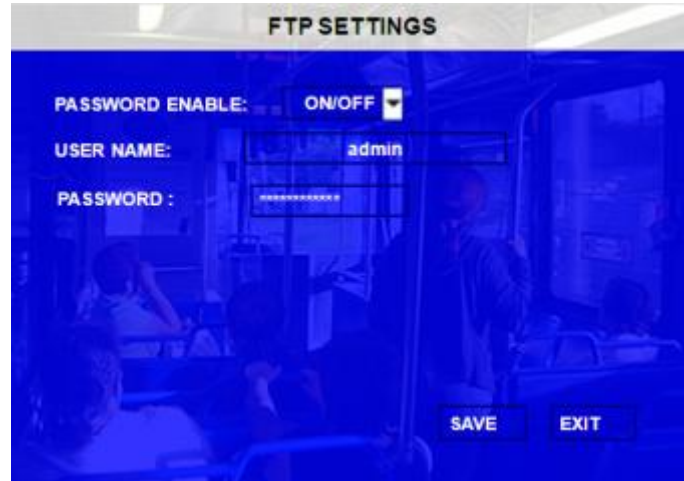 FTP SETTINGS
PASSWORD ENABLE: ON/OFF
USER NAME: admin
PASSWORD : ************
SAVE EXIT